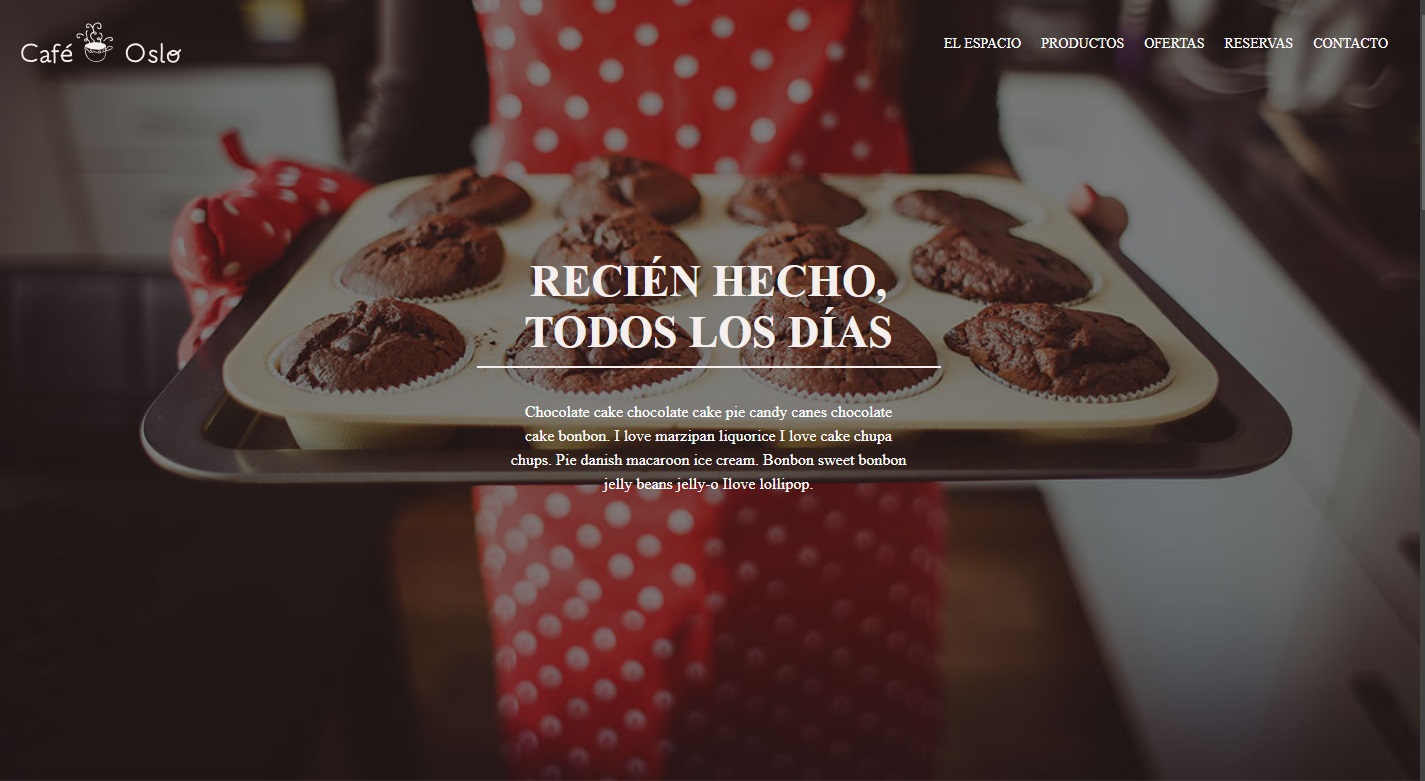 Café Oslo
EL ESPACIO PRODUCTOS OFERTAS RESERVAS CONTACTO
RECIÉN HECHO,
TODOS LOS DÍAS
Chocolate cake chocolate cake pie candy canes chocolate
cake bonbon. I love marzipan liquorice I love cake chupa
chups. Pie danish macaroon ice cream. Bonbon sweet bonbon
jelly beans jelly-o Ilove lollipop.